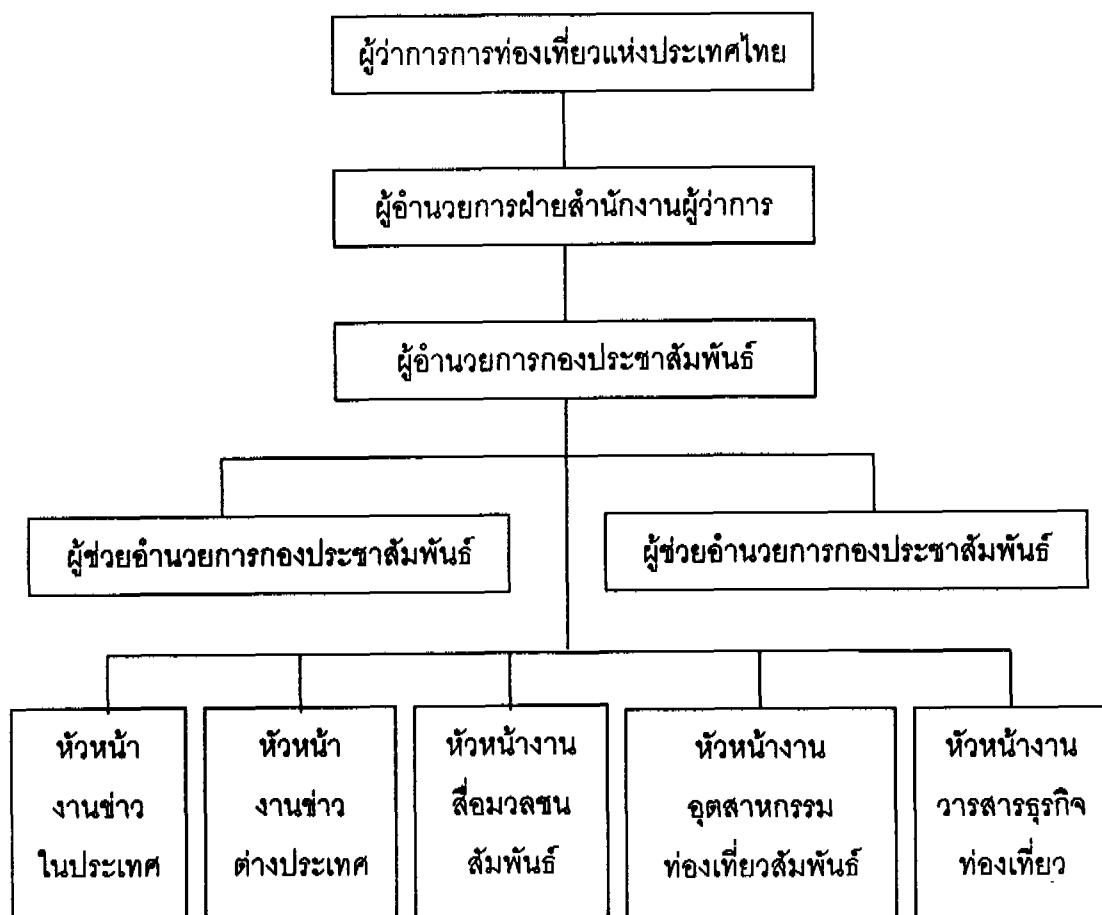 ผู้ว่าการการท่องเที่ยวแห่งประเทศไทย
ผู้อำนวยการฝ่ายสำนักงานผู้ว่าการ
ผู้อำนวยการกองประชาสัมพันธ์
ผู้ช่วยอำนวยการกองประชาสัมพันธ์
ผู้ช่วยอำนวยการกองประชาสัมพันธ์
หัวหน้า
งานข่าว
ในประเทศ
หัวหน้า
งานข่าว
ต่างประเทศ
หัวหน้างาน
สื่อมวลชน
สัมพันธ์
หัวหน้างาน
อุตสาหกรรม
ท่องเที่ยวสัมพันธ์
หัวหน้างาน
วารสารธุรกิจ
ท่องเที่ยว